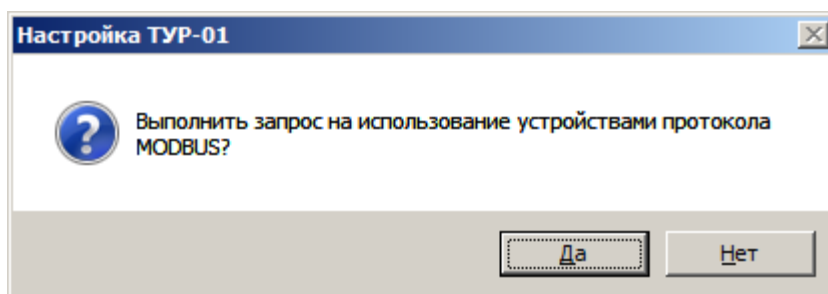 Настройка ТУР-01
Выполнить запрос на использование устройствами протокола
MODBUS?
Да
Нет